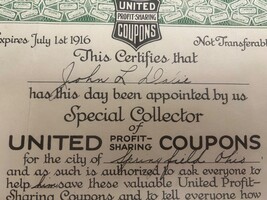 UNITED
PROFIT-SHARING
COUPONS
Expires July 1st 1916
Not Transferable
This Certifies that
John L Davie
has this day been appointed by us
Special Collector
of
UNITED PROFIT-SHARING COUPONS
for the city of Springfield Ohio
and as such is authorized to ask everyone to
help him save these valuable United Profit-
Sharing Coupons and to tell everyone how